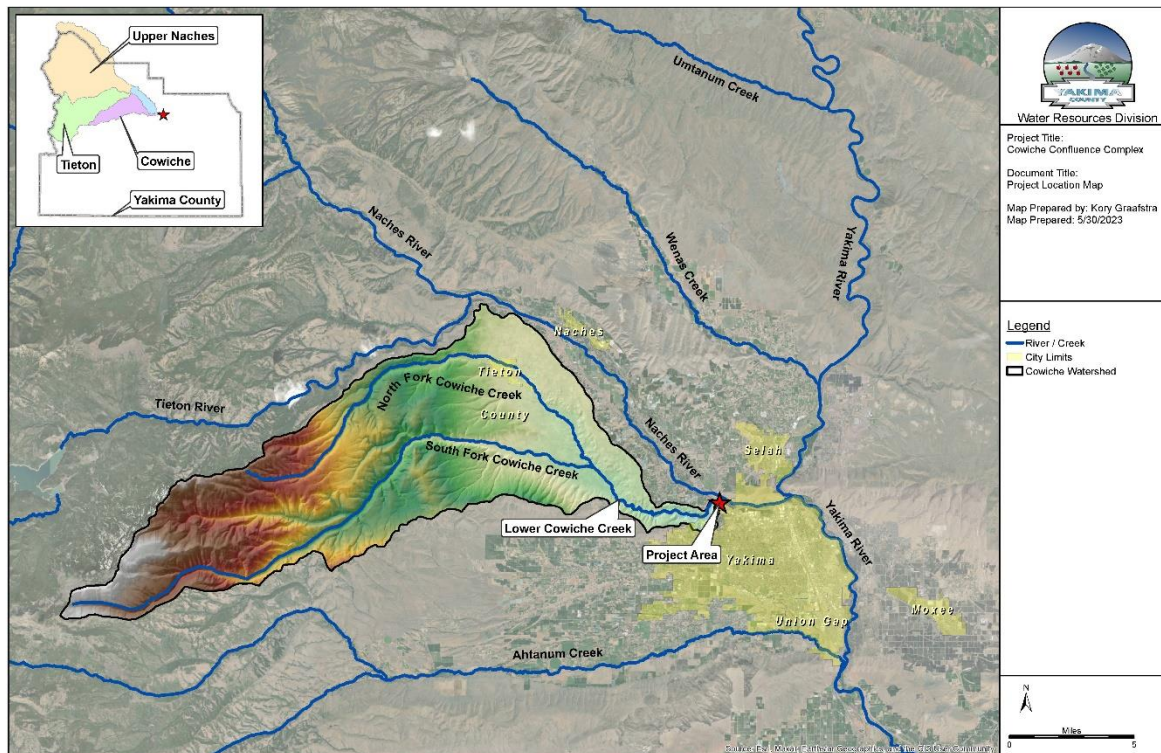 Upper Naches
Tieton
Cowiche
Yakima County
YAKIMA
COUNTY
Water Resources Division
Project Title:
Cowiche Confluence Complex
Document Title:
Project Location Map
Map Prepared by: Kory Graafstra
Map Prepared: 5/30/2023
Legend
River / Creek
City Limits
Cowiche Watershed
N
Miles
0 5
Umtanum Creek
Naches River
Wenas Creek
Yakima River
Naches
Tieton
North Fork Cowiche Creek
County
Tieton River
Naches River
Selah
South Fork Cowiche Creek
Lower Cowiche Creek
Project Area
Yakima
Yakima River
Moxee
Union Gap
Ahtanum Creek